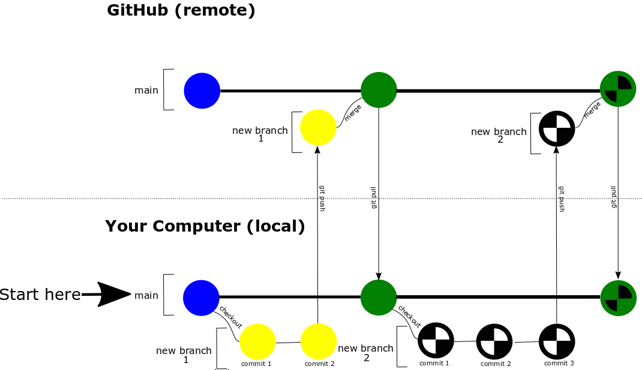 GitHub (remote)
main
merge
new branch
1
merge
new branch
2
git push
git pull
git push
git pull
Your Computer (local)
Start here
main
checkout
checkout
new branch
1
new branch
2
commit 1
commit 2
commit 1
commit 2
commit 3